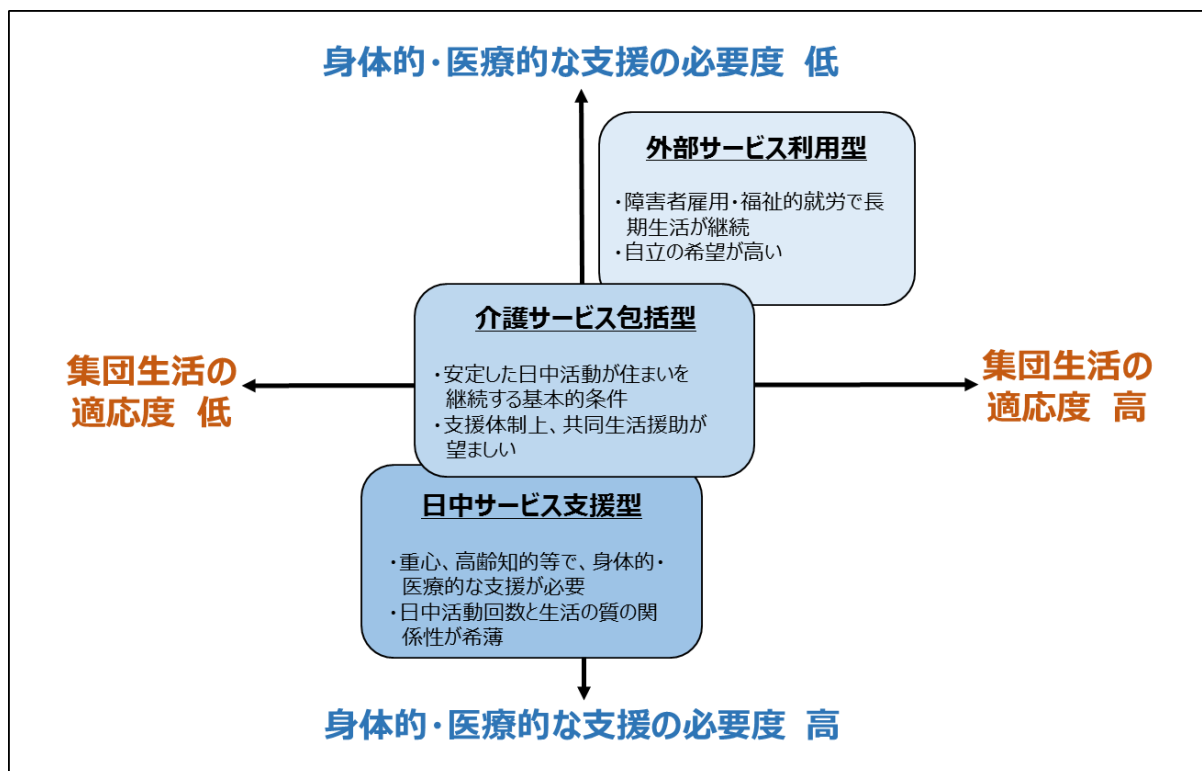 身体的・医療的な支援の必要度 低
外部サービス利用型
・障害者雇用・福祉的就労で長
期生活が継続
・自立の希望が高い
介護サービス包括型
・安定した日中活動が住まいを
継続する基本的条件
・支援体制上、共同生活援助が
望ましい
集団生活の
適応度 低
集団生活の
適応度 高
日中サービス支援型
・重心、高齢知的等で、身体的・
医療的な支援が必要
・日中活動回数と生活の質の関
係性が希薄
身体的・医療的な支援の必要度 高